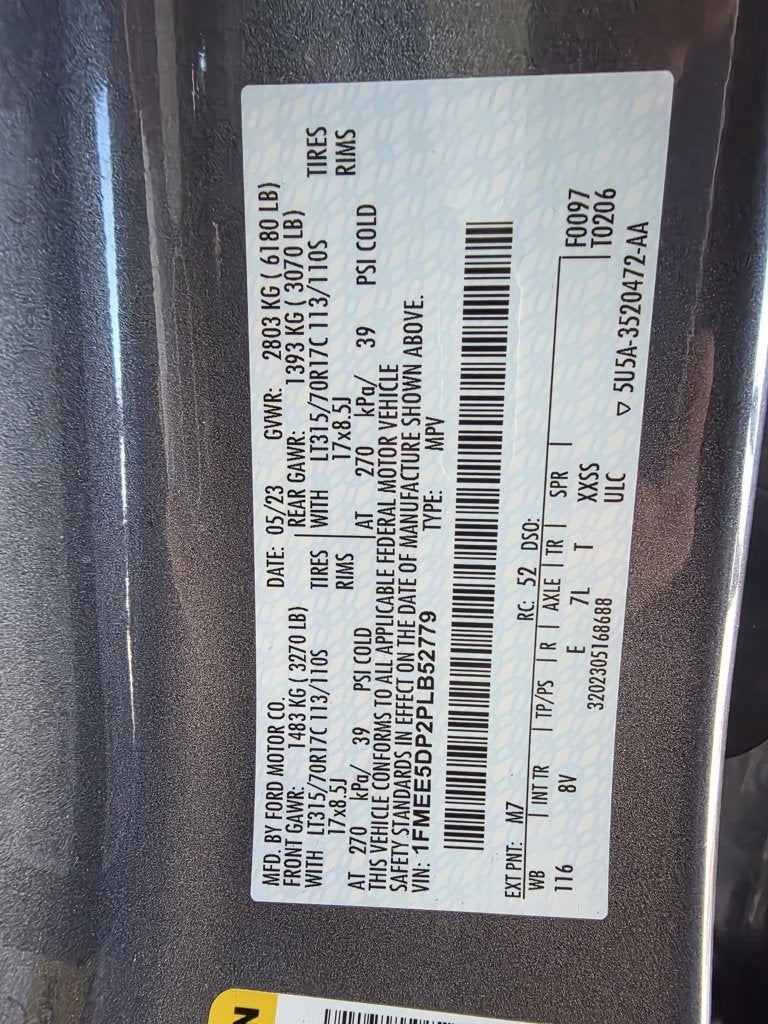 MFD. BY FORD MOTOR CO. DATE: 05/23 GVWR: 2803 KG ( 6180 LB)
FRONT GAWR: 1483 KG ( 3270 LB) REAR GAWR: 1393 KG ( 3070 LB)
WITH LT315/70R17C 113/110S TIRES WITH LT315/70R17C 113/110S TIRES
17x8.5J RIMS 17x8.5J RIMS
AT 270 kPa/ 39 PSI COLD AT 270 kPa/ 39 PSI COLD
THIS VEHICLE CONFORMS TO ALL APPLICABLE FEDERAL MOTOR VEHICLE
SAFETY STANDARDS IN EFFECT ON THE DATE OF MANUFACTURE SHOWN ABOVE.
VIN: 1FMEE5DP2PLB52779 TYPE: MPV
EXT PNT: M7 RC: 52 DSO: F0097
WB INT TR TP/PS R AXLE TR SPR T0206
116 8V E 7L T XXSS
3202305168688 ULC ▽ 5U5A-3520472-AA
N